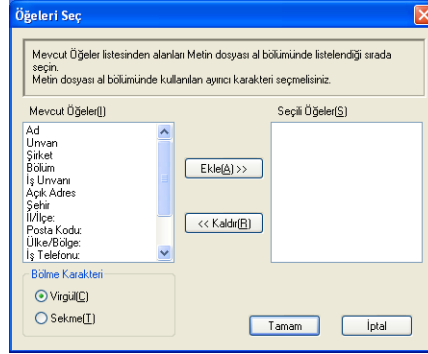 Öğeleri Seç
Mevcut Öğeler listesinden alanları Metin dosyası al bölümünde listelendiği sırada
seçin.
Metin dosyası al bölümünde kullanılan ayırıcı karakteri seçmelisiniz.
Mevcut Öğeler(I)
Seçili Öğeler(S)
Ad
Unvan
Şirket
Bölüm
İş Unvanı
Açık Adres
Şehir
İl/İlçe:
Posta Kodu:
Ülke/Bölge:
İş Telefonu:
Ekle(A) >>
<< Kaldır(R)
Bölme Karakteri
Virgül(C)
Sekme(T)
Tamam
İptal